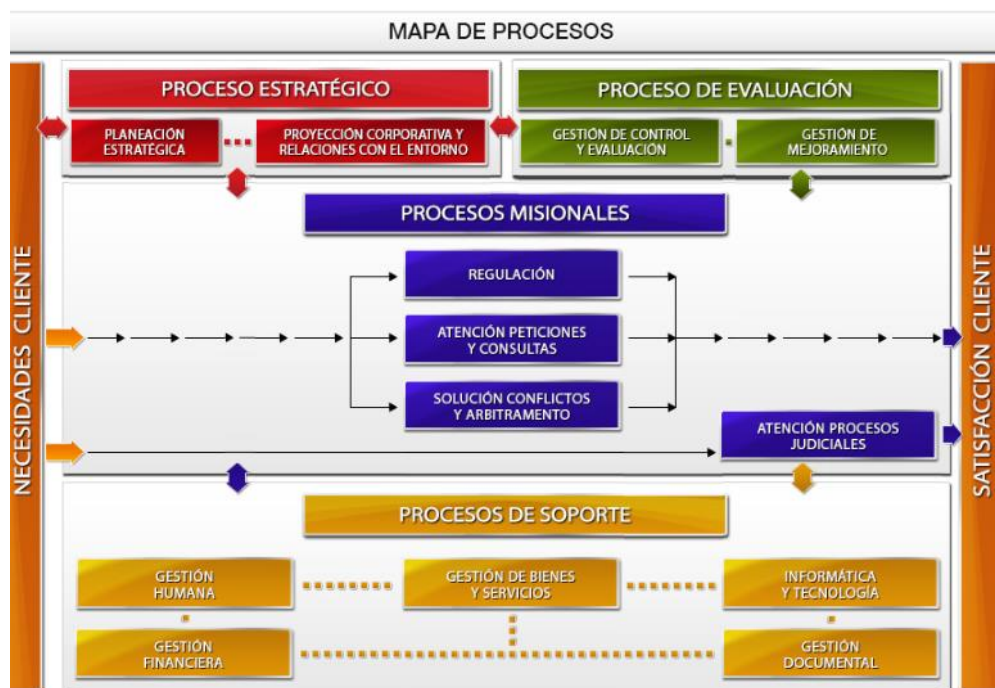 MAPA DE PROCESOS
NECESIDADES CLIENTE
PROCESO ESTRATÉGICO
PLANEACIÓN
ESTRATÉGICA
PROYECCIÓN CORPORATIVA Y
RELACIONES CON EL ENTORNO
PROCESO DE EVALUACIÓN
GESTIÓN DE CONTROL
Y EVALUACIÓN
GESTIÓN DE
MEJORAMIENTO
PROCESOS MISIONALES
REGULACIÓN
ATENCIÓN PETICIONES
Y CONSULTAS
SOLUCIÓN CONFLICTOS
Y ARBITRAMENTO
ATENCIÓN PROCESOS
JUDICIALES
PROCESOS DE SOPORTE
GESTIÓN
HUMANA
GESTIÓN DE BIENES
Y SERVICIOS
INFORMÁTICA
Y TECNOLOGÍA
GESTIÓN
FINANCIERA
GESTIÓN
DOCUMENTAL
SATISFACCIÓN CLIENTE